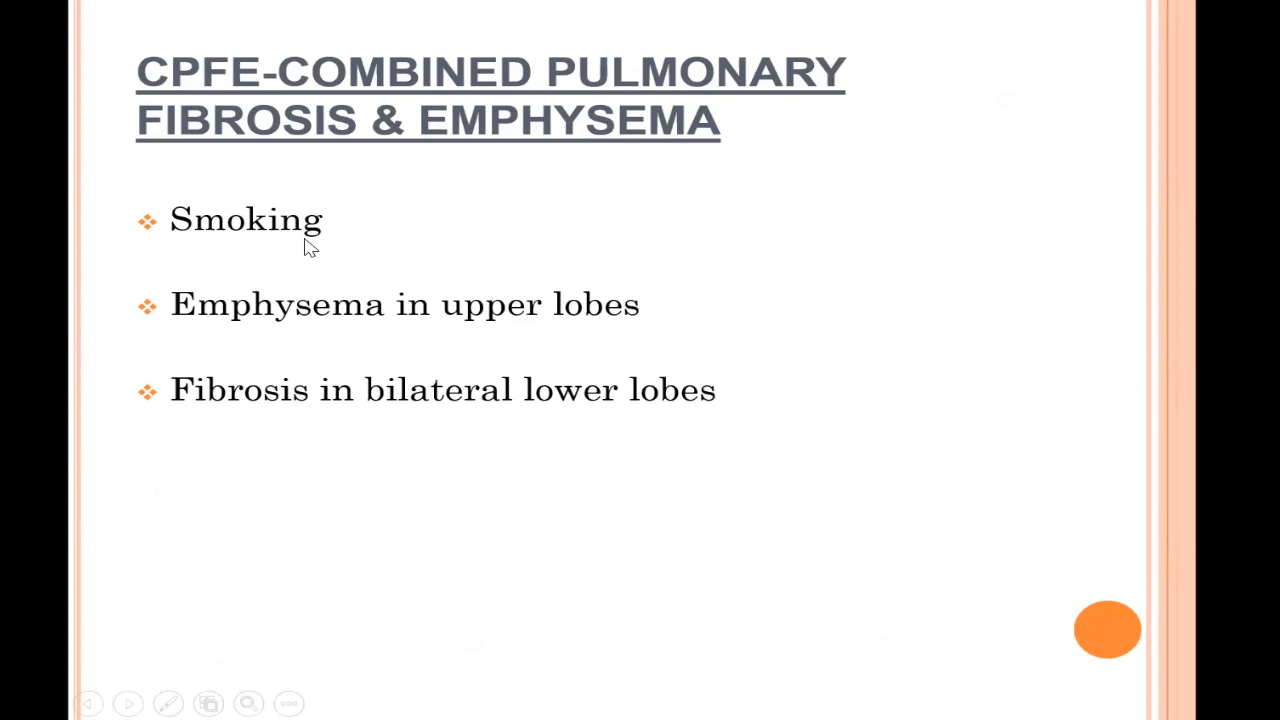 CPFE-COMBINED PULMONARY
FIBROSIS & EMPHYSEMA
Smoking
Emphysema in upper lobes
Fibrosis in bilateral lower lobes